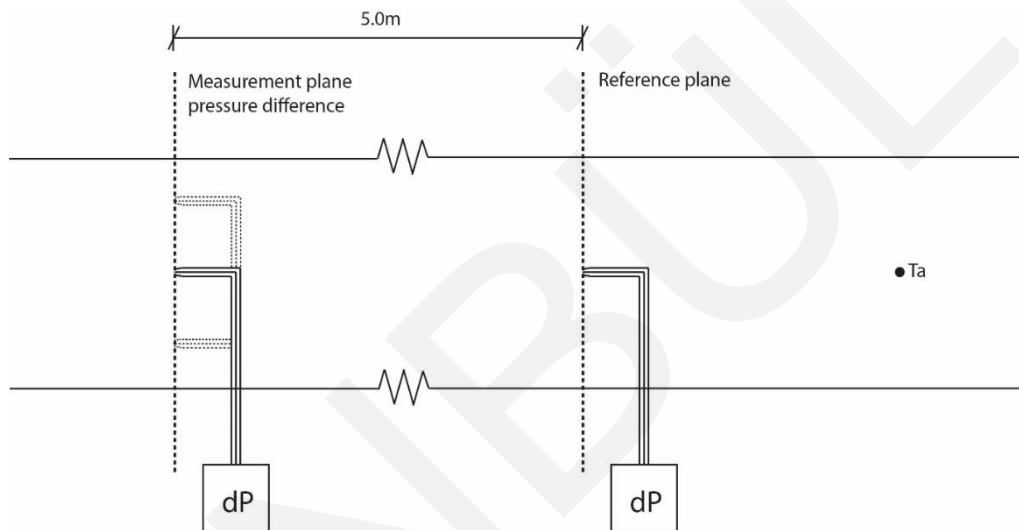 5.0m
Measurement plane
pressure difference
Reference plane
Ta
dP
dP